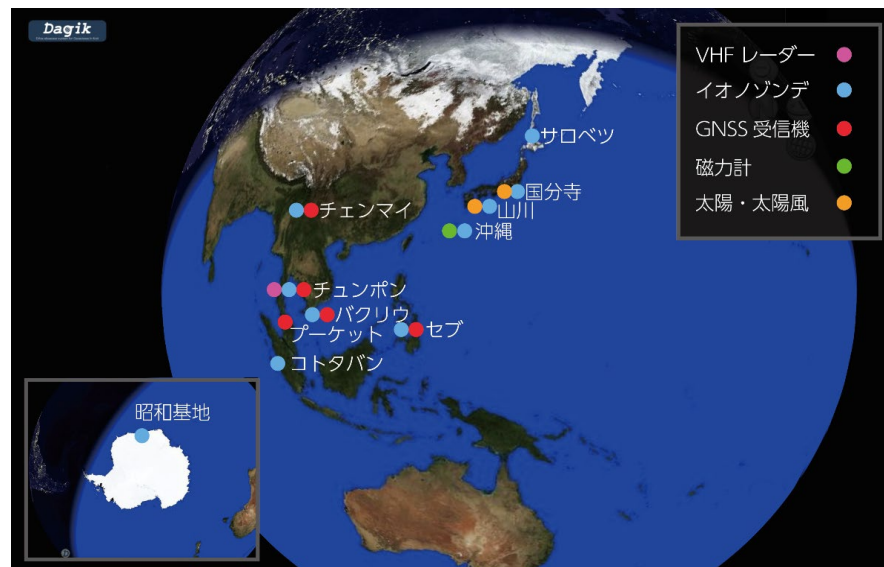 Dagik
VHF レーダー
イオノゾンデ
GNSS 受信機
磁力計
太陽・太陽風
サロベツ
国分寺
山川
沖縄
チェンマイ
チュンポン
バクリウ
プーケット
セブ
コトタバン
昭和基地